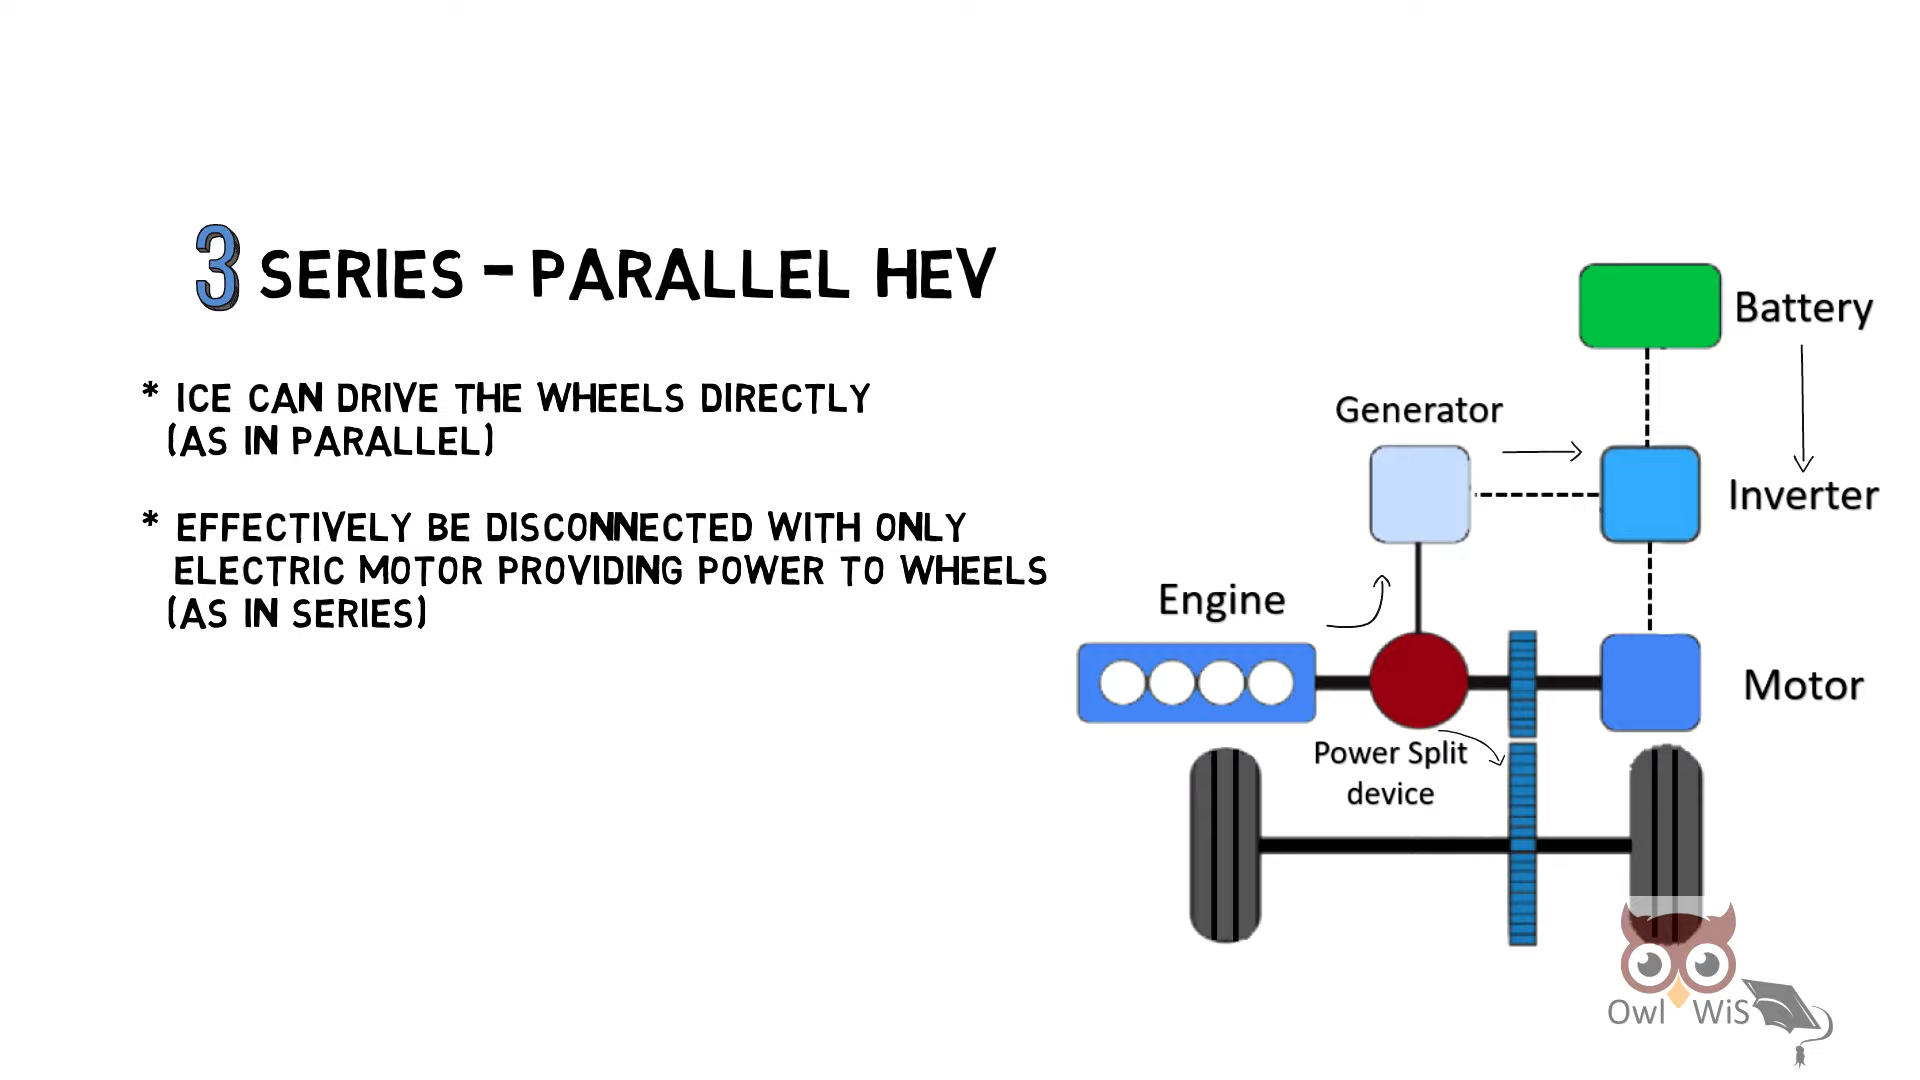 3 SERIES - PARALLEL HEV
* ICE CAN DRIVE THE WHEELS DIRECTLY
(AS IN PARALLEL)
* EFFECTIVELY BE DISCONNECTED WITH ONLY
ELECTRIC MOTOR PROVIDING POWER TO WHEELS
(AS IN SERIES)
Battery
Generator
Inverter
Engine
Motor
Power Split
device
Owl WiS